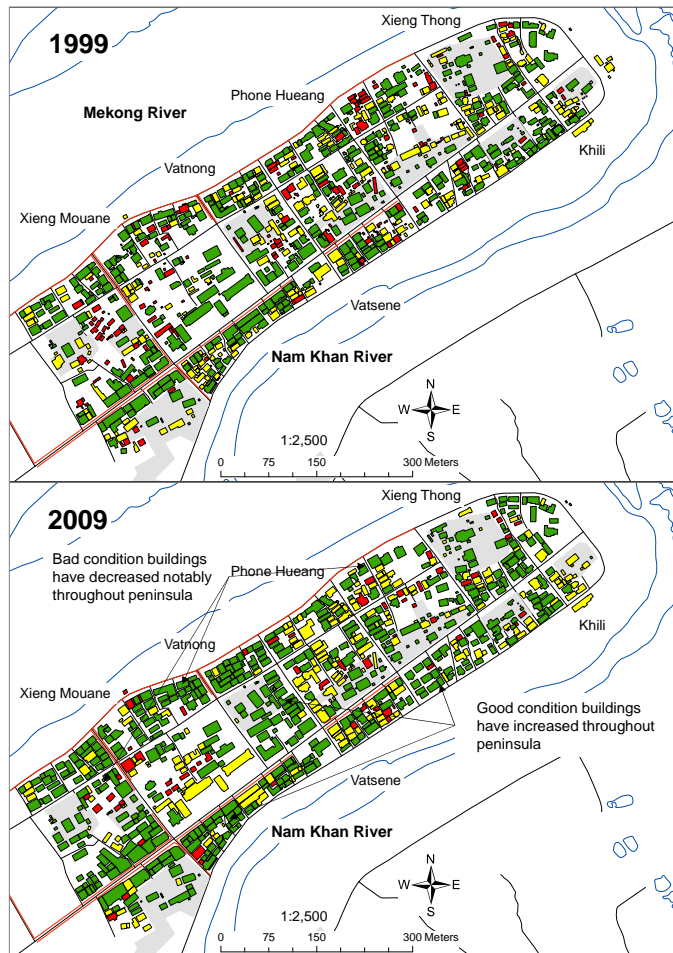 1999
Xieng Thong
Phone Hueang
Mekong River
Khili
Vatnong
Xieng Mouane
Vatsene
Nam Khan River
N
W E
S
1:2,500
0 75 150 300 Meters
2009
Xieng Thong
Bad condition buildings
have decreased notably
throughout peninsula
Phone Hueang
Khili
Vatnong
Xieng Mouane
Good condition buildings
have increased throughout
peninsula
Vatsene
Nam Khan River
N
W E
S
1:2,500
0 75 150 300 Meters